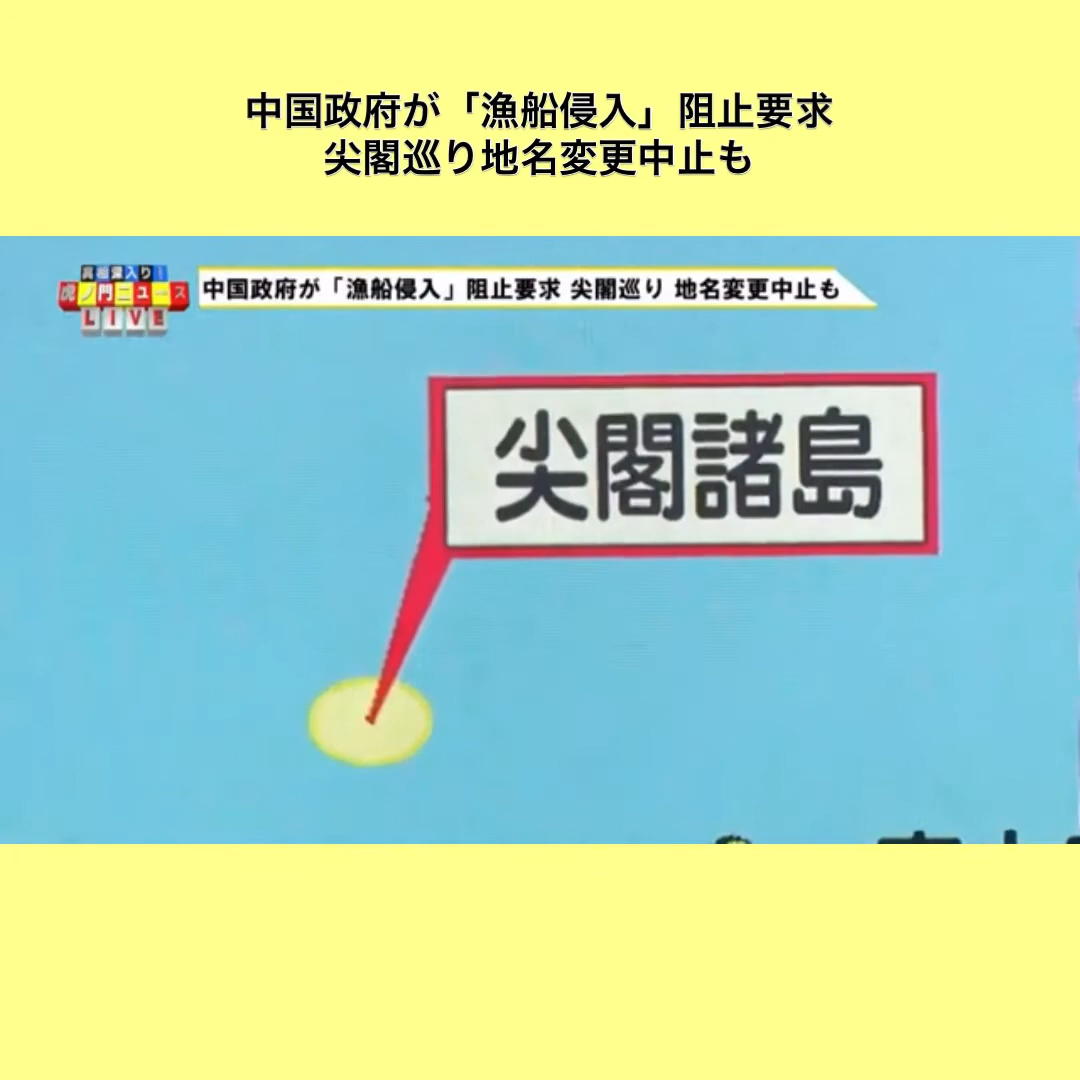 中国政府が「漁船侵入」阻止要求
尖閣巡り地名変更中止も
真相深入り!
虎ノ門ニュース
LIVE
中国政府が「漁船侵入」阻止要求 尖閣巡り 地名変更中止も
尖閣諸島